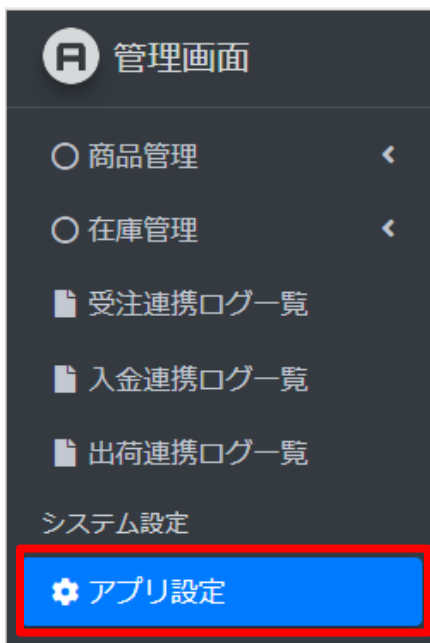 管理画面
商品管理
在庫管理
受注連携ログ一覧
入金連携ログ一覧
出荷連携ログ一覧
システム設定
アプリ設定